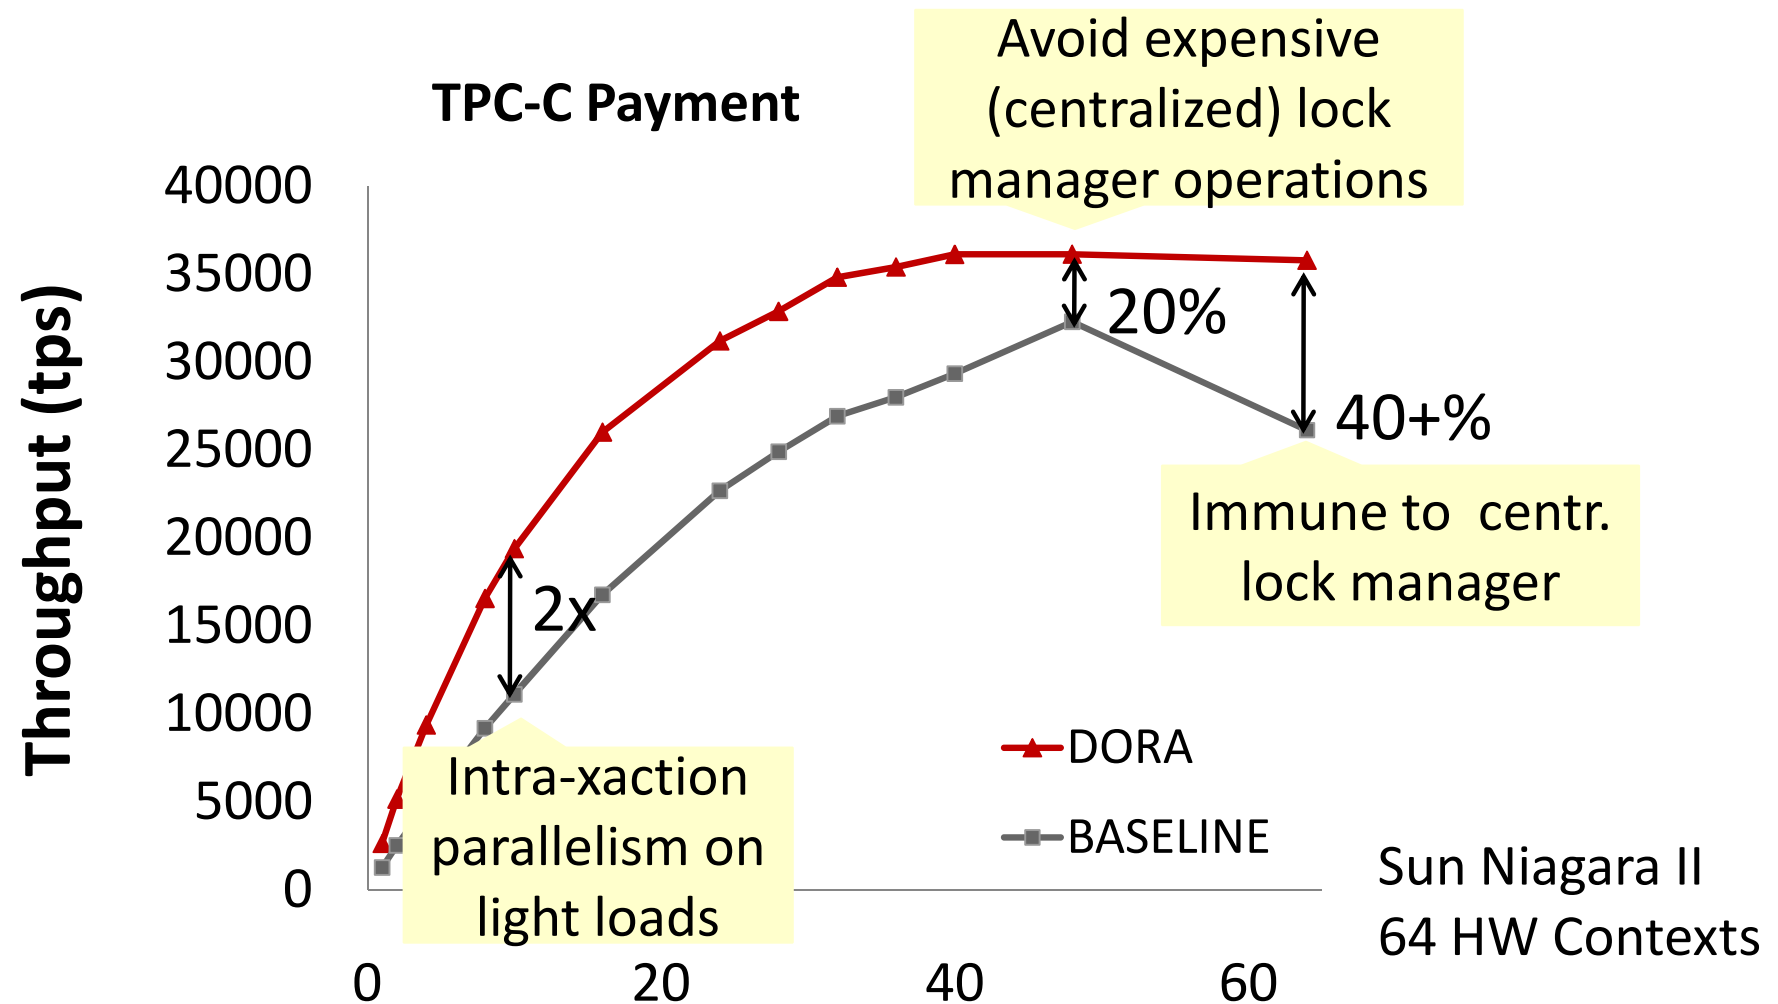 Avoid expensive
(centralized) lock
manager operations
TPC-C Payment
Throughput (tps)
40000
35000
30000
25000
20000
15000
10000
5000
0
20%
40+%
2x
Immune to  centr.
lock manager
Intra-xaction
parallelism on
light loads
DORA
BASELINE
Sun Niagara II
64 HW Contexts
0 20 40 60